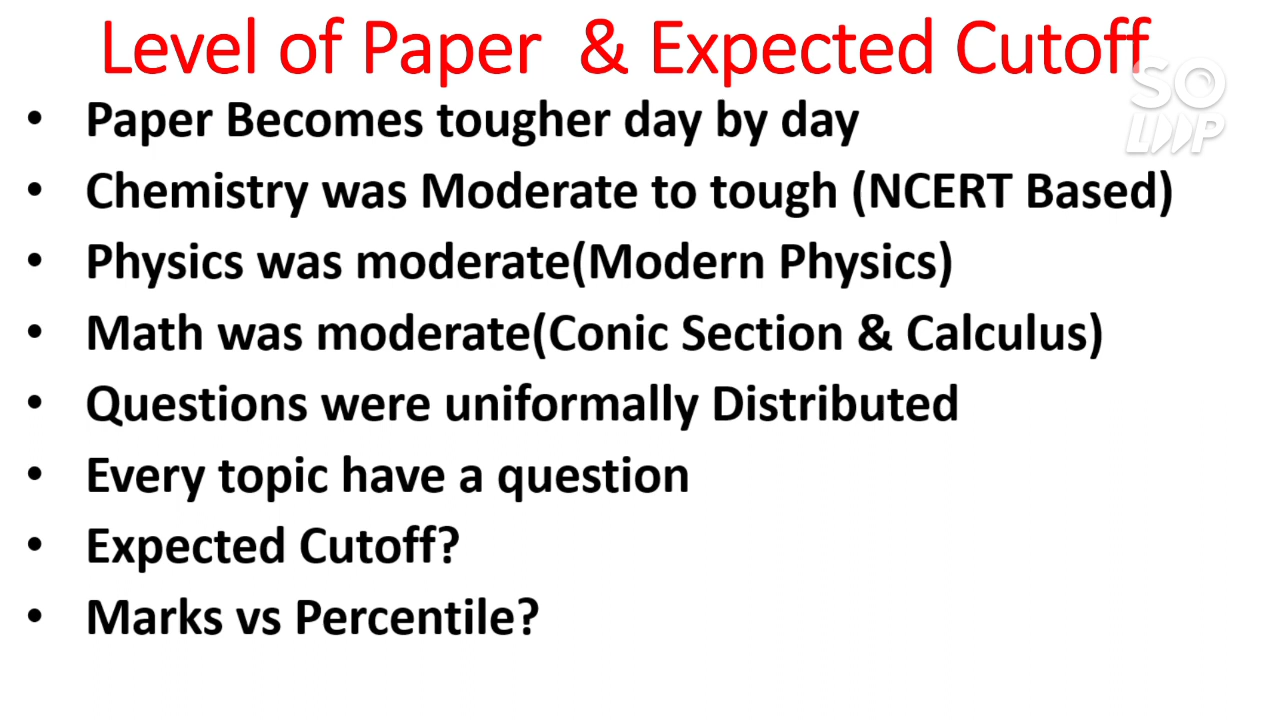 Level of Paper & Expected Cutoff
SO
LP
• Paper Becomes tougher day by day
• Chemistry was Moderate to tough (NCERT Based)
• Physics was moderate(Modern Physics)
• Math was moderate(Conic Section & Calculus)
• Questions were uniformally Distributed
• Every topic have a question
• Expected Cutoff?
• Marks vs Percentile?